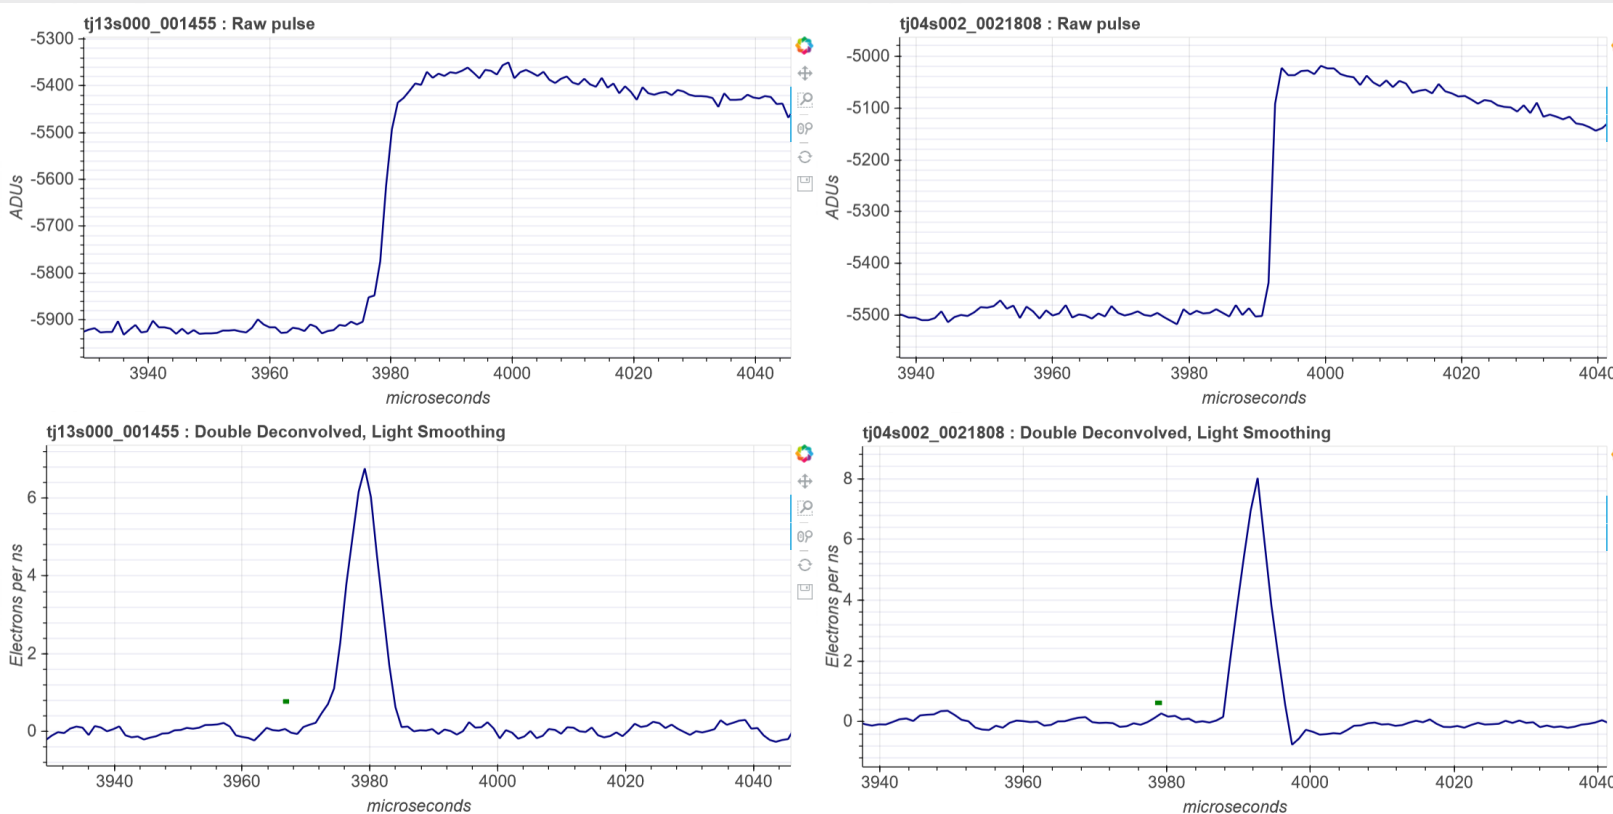 tj13s000_001455 : Raw pulse
-5300
-5400
-5500
-5600
-5700
-5800
-5900
ADUs
3940 3960 3980 4000 4020 4040
microseconds
tj04s002_0021808 : Raw pulse
-5000
-5100
-5200
-5300
-5400
-5500
ADUs
3940 3960 3980 4000 4020 4040
microseconds
tj13s000_001455 : Double Deconvolved, Light Smoothing
6
4
2
0
Electrons per ns
3940 3960 3980 4000 4020 4040
microseconds
tj04s002_0021808 : Double Deconvolved, Light Smoothing
8
6
4
2
0
Electrons per ns
3940 3960 3980 4000 4020 4040
microseconds